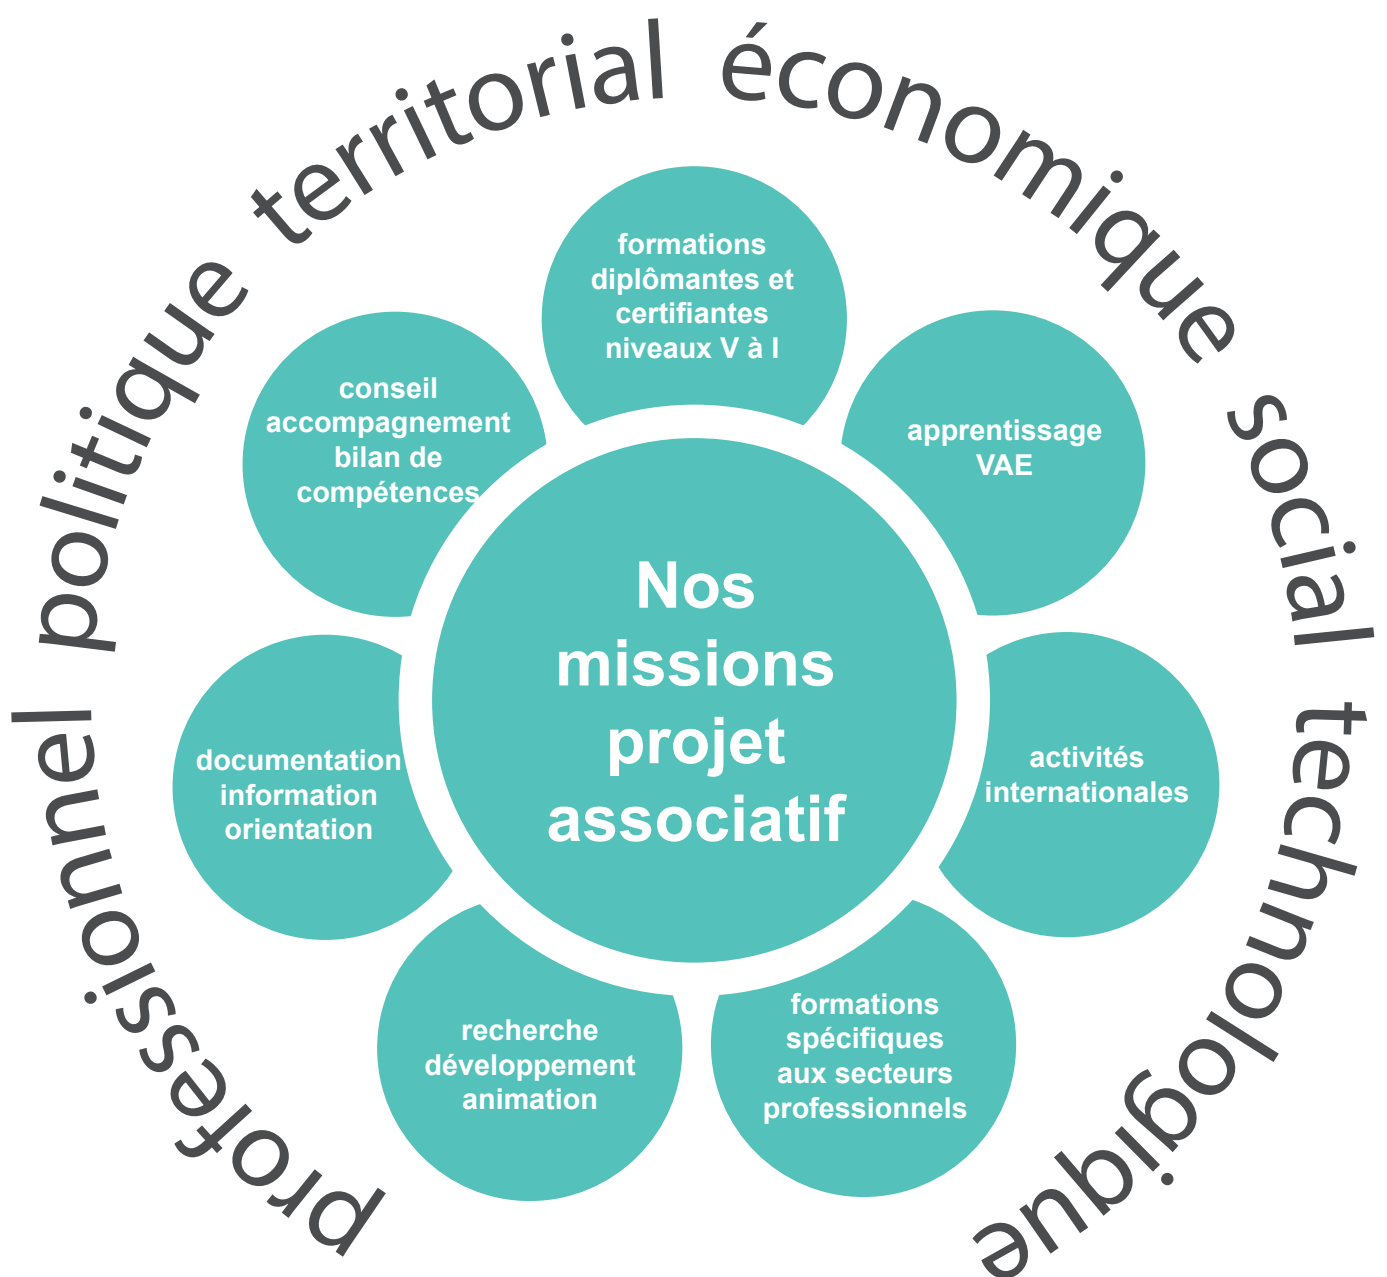 professionnel politique territorial économique social technologique
formations
diplômantes et
certifiantes
niveaux V à I
apprentissage
VAE
activités
internationales
formations
spécifiques
aux secteurs
professionnels
recherche
développement
animation
documentation
information
orientation
conseil
accompagnement
bilan de
compétences
Nos
missions
projet
associatif